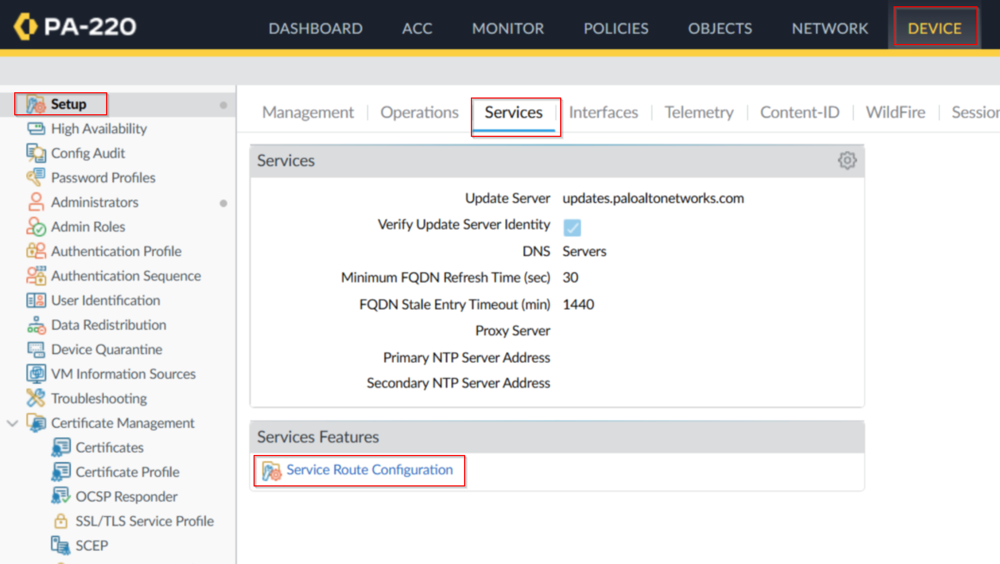 PA-220
DASHBOARD ACC MONITOR POLICIES OBJECTS NETWORK DEVICE
Setup
High Availability
Config Audit
Password Profiles
Administrators
Admin Roles
Authentication Profile
Authentication Sequence
User Identification
Data Redistribution
Device Quarantine
VM Information Sources
Troubleshooting
Certificate Management
Certificates
Certificate Profile
OCSP Responder
SSL/TLS Service Profile
SCEP
Management Operations Services Interfaces Telemetry Content-ID WildFire Session
Services
Update Server updates.paloaltonetworks.com
Verify Update Server Identity
DNS Servers
Minimum FQDN Refresh Time (sec) 30
FQDN Stale Entry Timeout (min) 1440
Proxy Server
Primary NTP Server Address
Secondary NTP Server Address
Services Features
Service Route Configuration